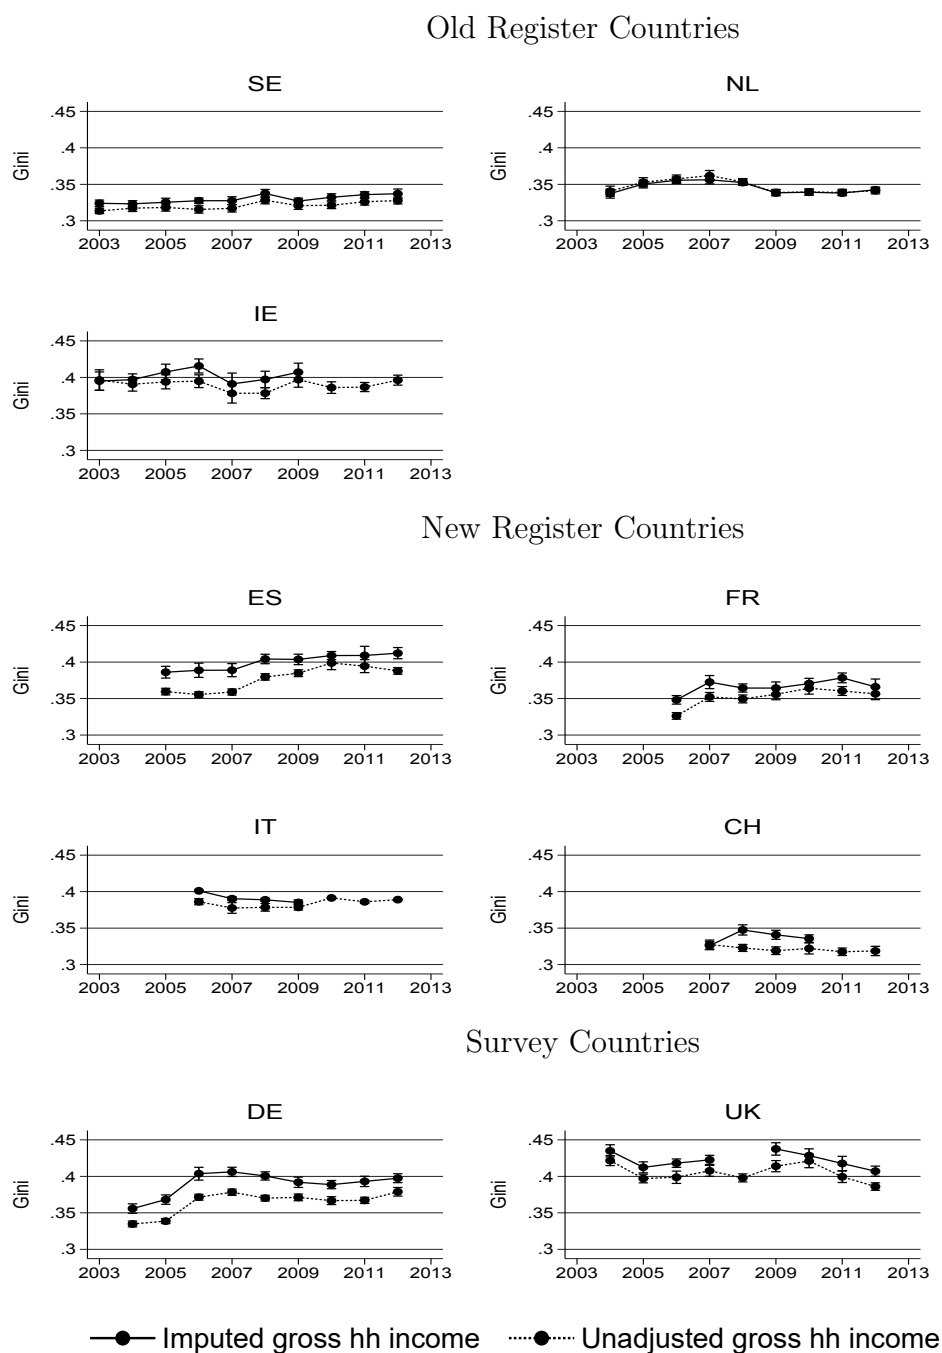 Old Register Countries
SE
NL
Gini
.45
.4
.35
.3
2003 2005 2007 2009 2011 2013
Gini
.45
.4
.35
.3
2003 2005 2007 2009 2011 2013
IE
Gini
.45
.4
.35
.3
2003 2005 2007 2009 2011 2013
New Register Countries
ES
FR
Gini
.45
.4
.35
.3
2003 2005 2007 2009 2011 2013
Gini
.45
.4
.35
.3
2003 2005 2007 2009 2011 2013
IT
CH
Gini
.45
.4
.35
.3
2003 2005 2007 2009 2011 2013
Gini
.45
.4
.35
.3
2003 2005 2007 2009 2011 2013
Survey Countries
DE
UK
Gini
.45
.4
.35
.3
2003 2005 2007 2009 2011 2013
Gini
.45
.4
.35
.3
2003 2005 2007 2009 2011 2013
Imputed gross hh income
Unadjusted gross hh income